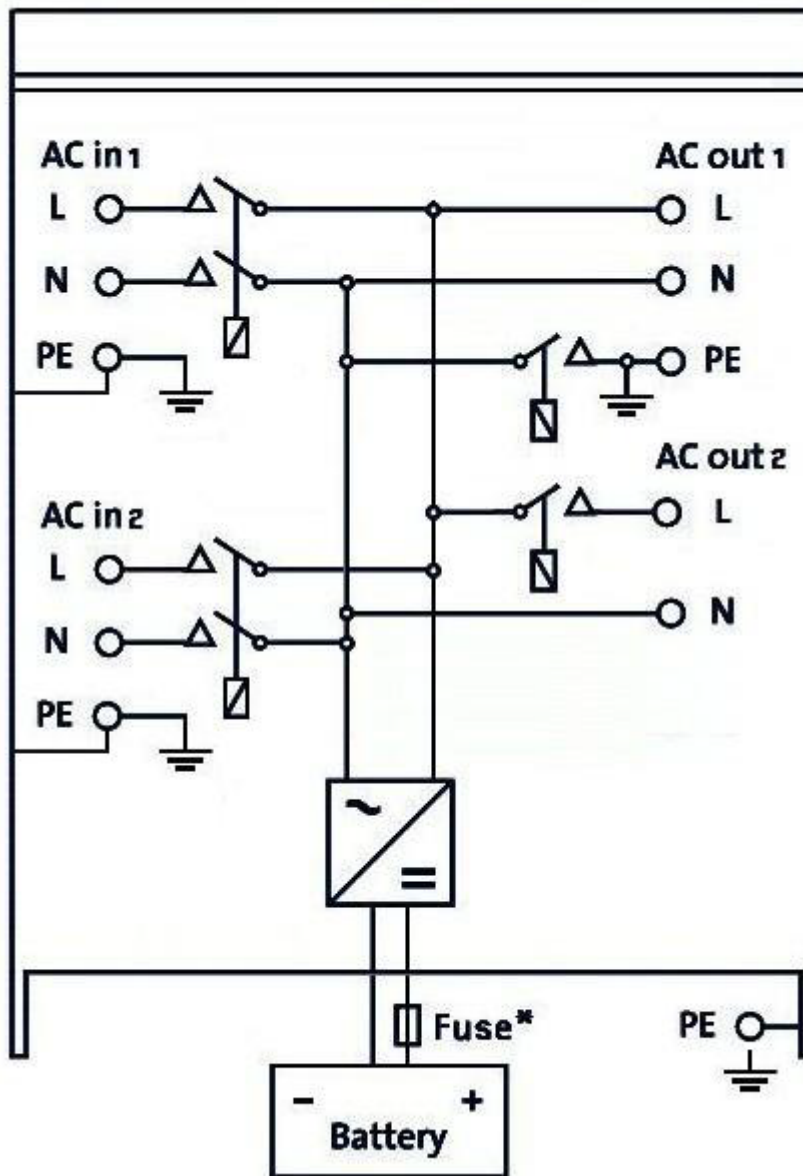 AC in 1
AC out 1
L
L
N
N
PE
PE
AC out 2
AC in 2
L
L
N
N
PE
Fuse*
PE
- +
Battery